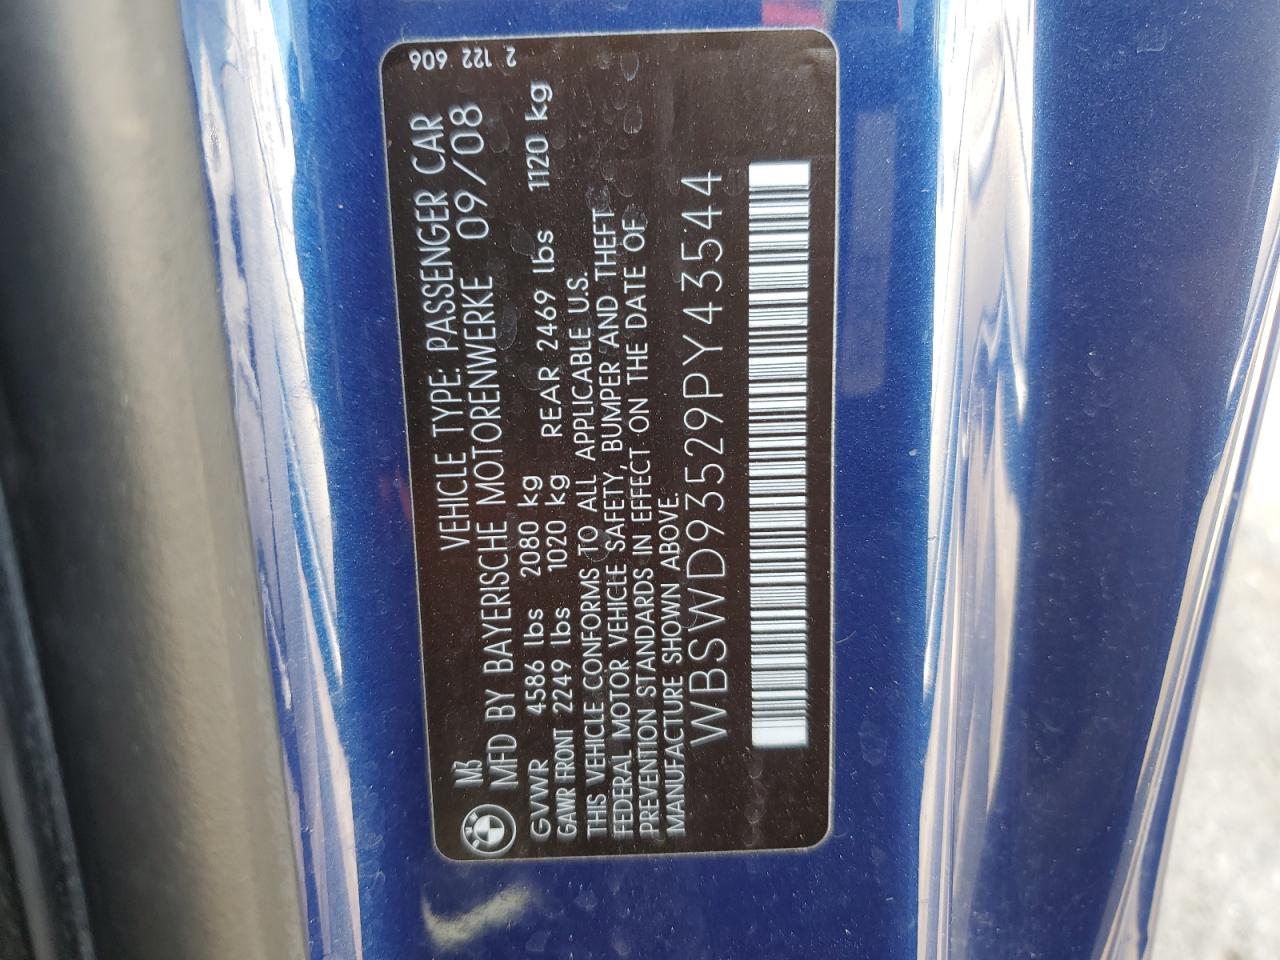 2 122 606
M3 VEHICLE TYPE: PASSENGER CAR
MFD BY BAYERISCHE MOTORENWERKE 09/08
GVWR 4586 lbs 2080 kg
GAWR FRONT 2249 lbs 1020 kg REAR 2469 lbs 1120 kg
THIS VEHICLE CONFORMS TO ALL APPLICABLE U.S.
FEDERAL MOTOR VEHICLE SAFETY, BUMPER AND THEFT
PREVENTION STANDARDS IN EFFECT ON THE DATE OF
MANUFACTURE SHOWN ABOVE.
WBSWD93529PY43544